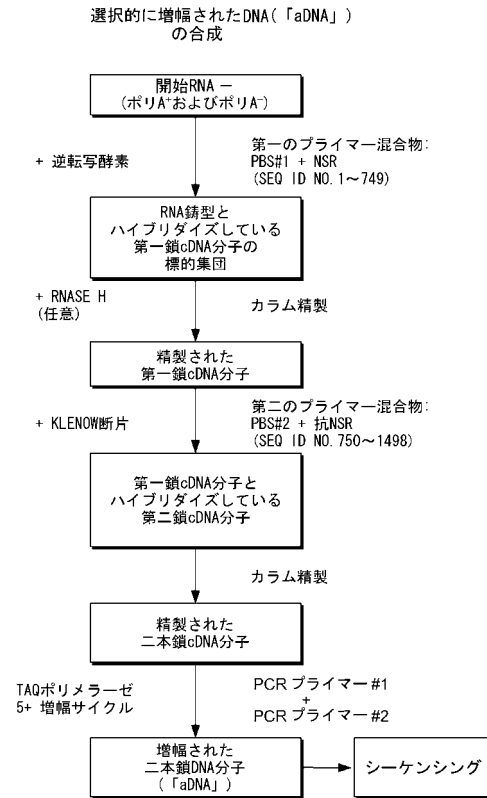 選択的に増幅されたDNA(「aDNA」)
の合成
開始RNA −
(ポリA⁺およびポリA⁻)
+ 逆転写酵素
第一のプライマー混合物:
PBS#1 + NSR
(SEQ ID NO.1～749)
RNA鋳型と
ハイブリダイズしている
第一鎖cDNA分子の
標的集団
+ RNASE H
(任意)
カラム精製
精製された
第一鎖cDNA分子
+ KLENOW断片
第二のプライマー混合物:
PBS#2 + 抗NSR
(SEQ ID NO.750～1498)
第一鎖cDNA分子と
ハイブリダイズしている
第二鎖cDNA分子
カラム精製
精製された
二本鎖cDNA分子
TAQポリメラーゼ
5+ 増幅サイクル
PCR プライマー#1
+
PCR プライマー#2
増幅された
二本鎖DNA分子
(「aDNA」)
シーケンシング